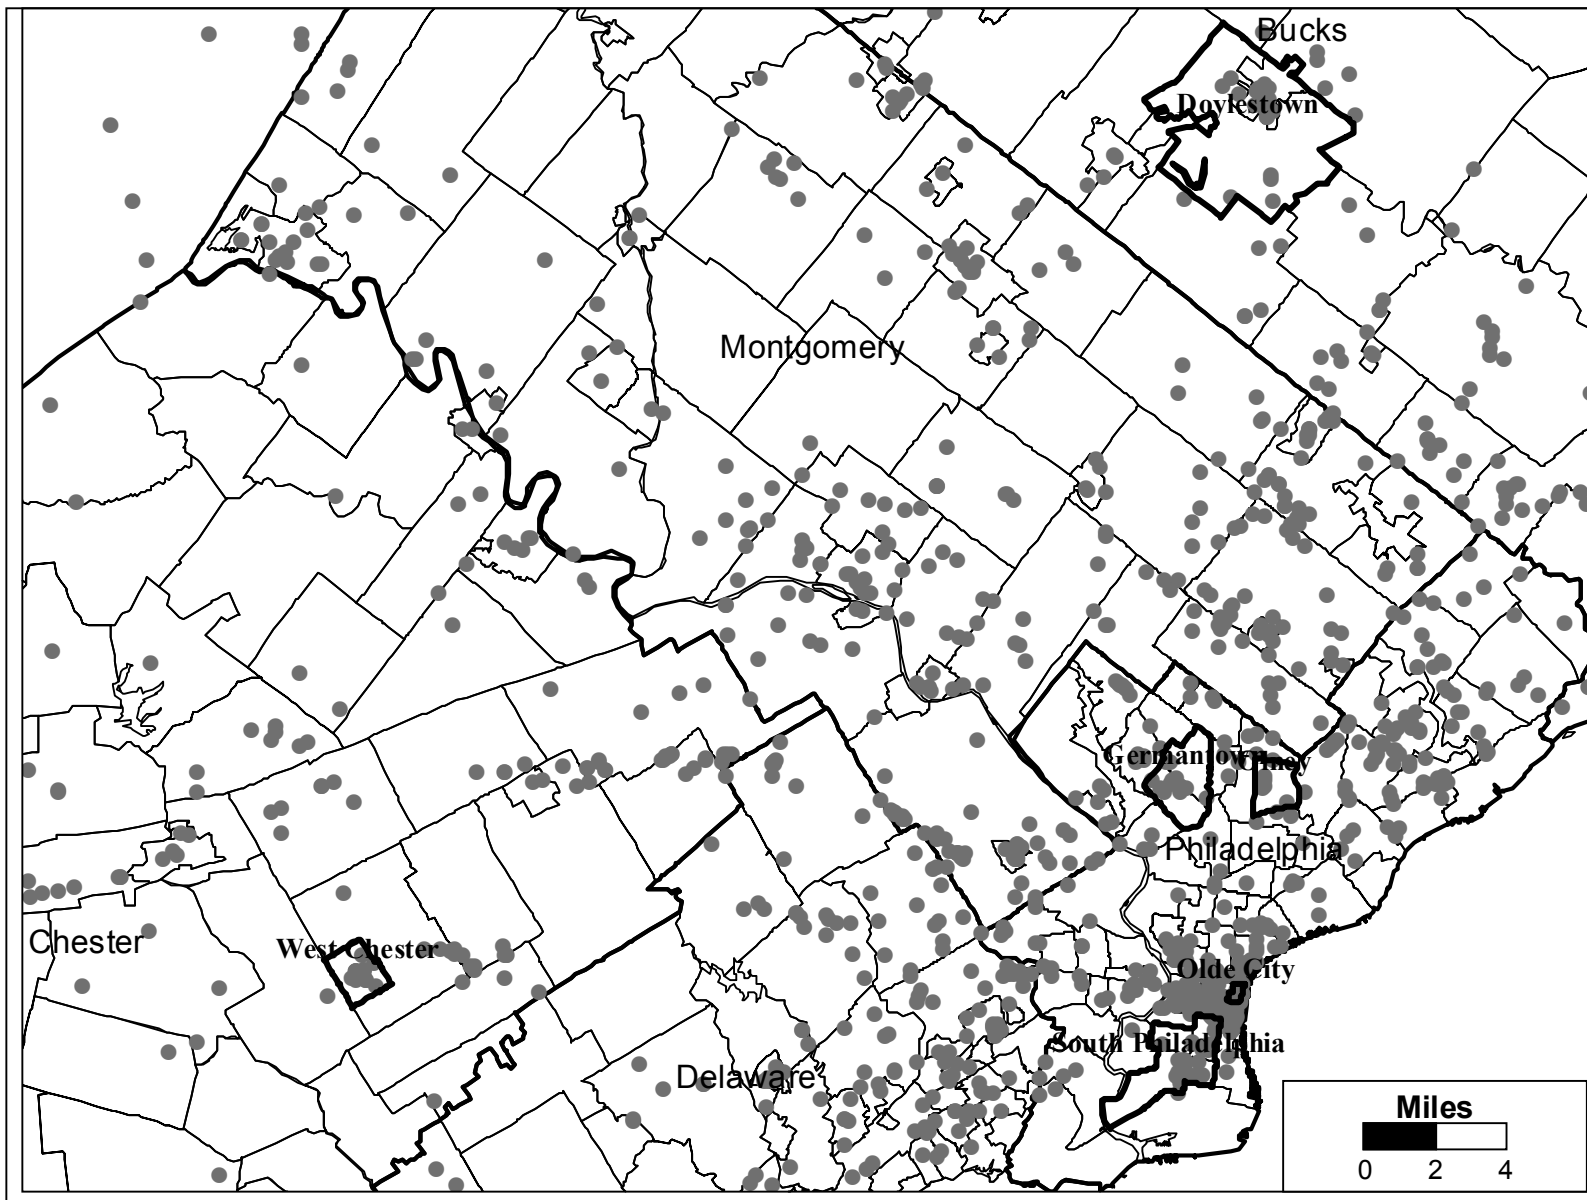 Bucks
Doylestown
Montgomery
Germantown
Olney
Philadelphia
Chester
West Chester
Olde City
South Philadelphia
Delaware
Miles
0 2 4